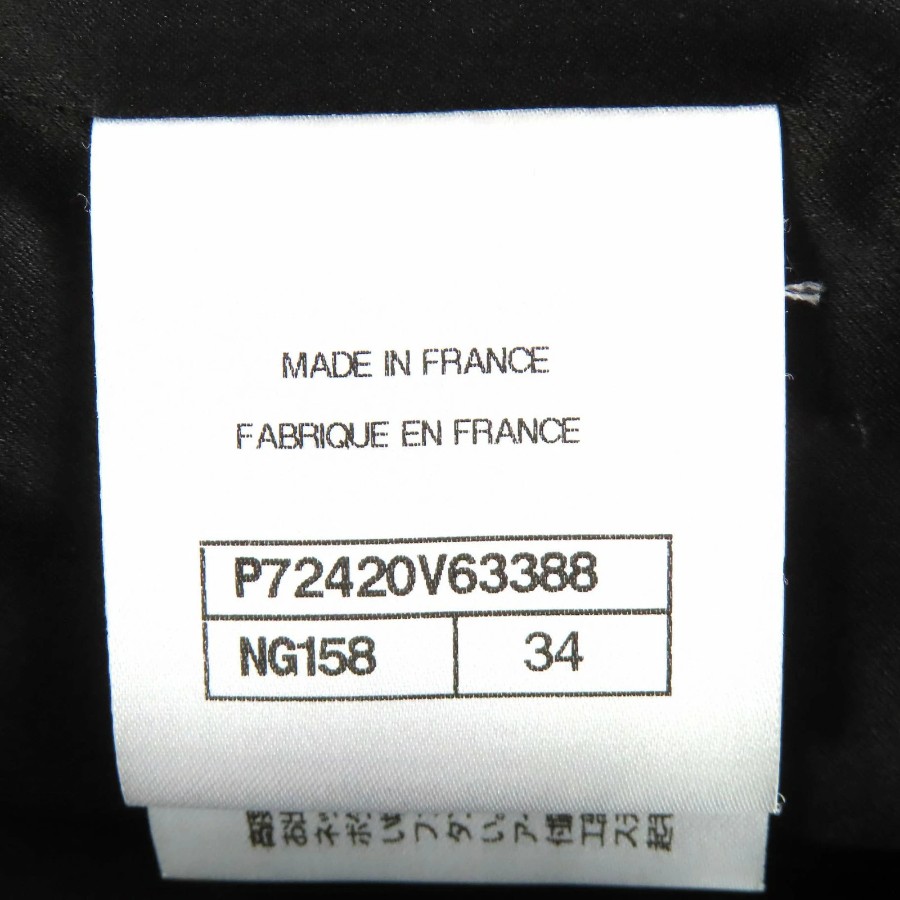 MADE IN FRANCE
FABRIQUE EN FRANCE
P72420V63388
NG158 34